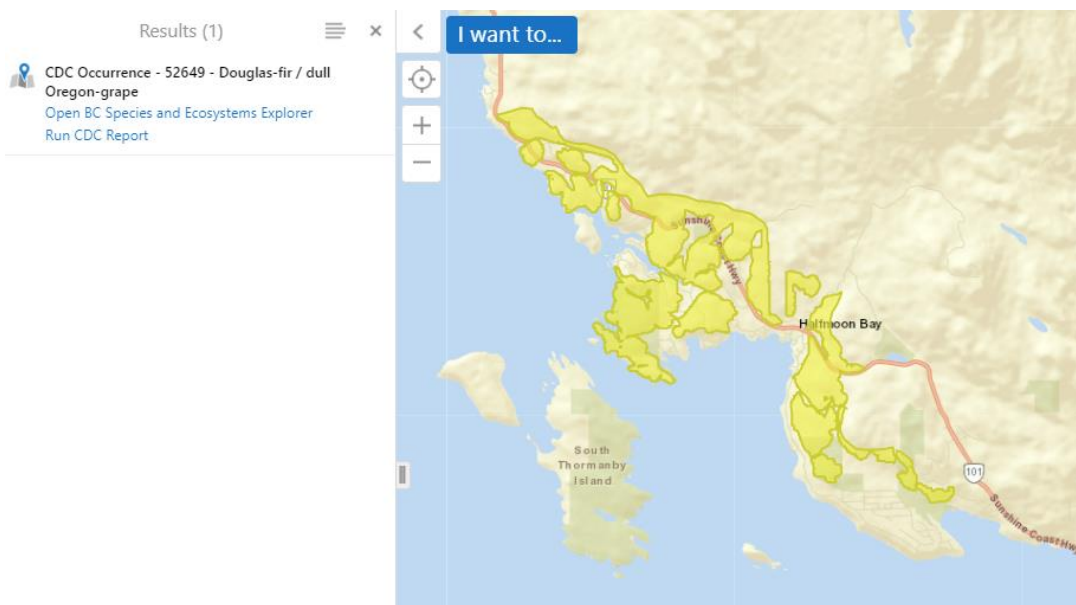 Results (1)
I want to...
CDC Occurrence - 52649 - Douglas-fir / dull
Oregon-grape
Open BC Species and Ecosystems Explorer
Run CDC Report
Hwy
Halfmoon Bay
South
Thormanby
Island
101
Sunshine Coast Hwy